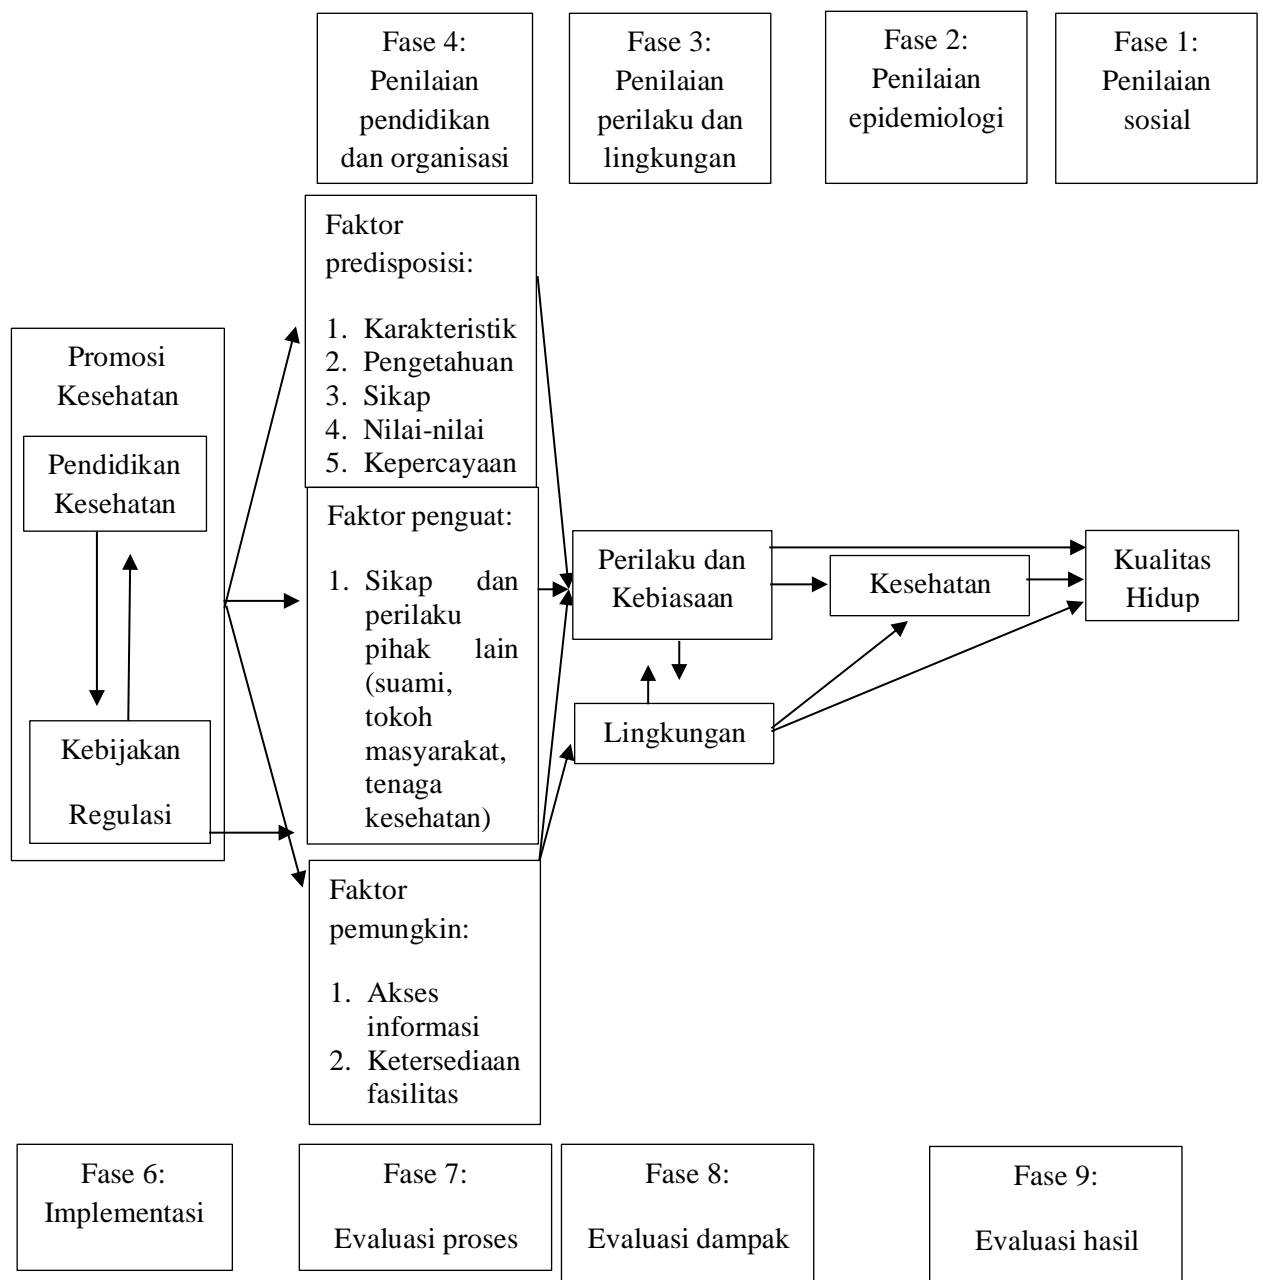 Fase 4:
Penilaian
pendidikan
dan organisasi
Fase 3:
Penilaian
perilaku dan
lingkungan
Fase 2:
Penilaian
epidemiologi
Fase 1:
Penilaian
sosial
Promosi
Kesehatan
Pendidikan
Kesehatan
Kebijakan
Regulasi
Faktor
predisposisi:
1. Karakteristik
2. Pengetahuan
3. Sikap
4. Nilai-nilai
5. Kepercayaan
Faktor penguat:
1. Sikap dan
perilaku
pihak lain
(suami,
tokoh
masyarakat,
tenaga
kesehatan)
Faktor
pemungkin:
1. Akses
informasi
2. Ketersediaan
fasilitas
Perilaku dan
Kebiasaan
Lingkungan
Kesehatan
Kualitas
Hidup
Fase 6:
Implementasi
Fase 7:
Evaluasi proses
Fase 8:
Evaluasi dampak
Fase 9:
Evaluasi hasil